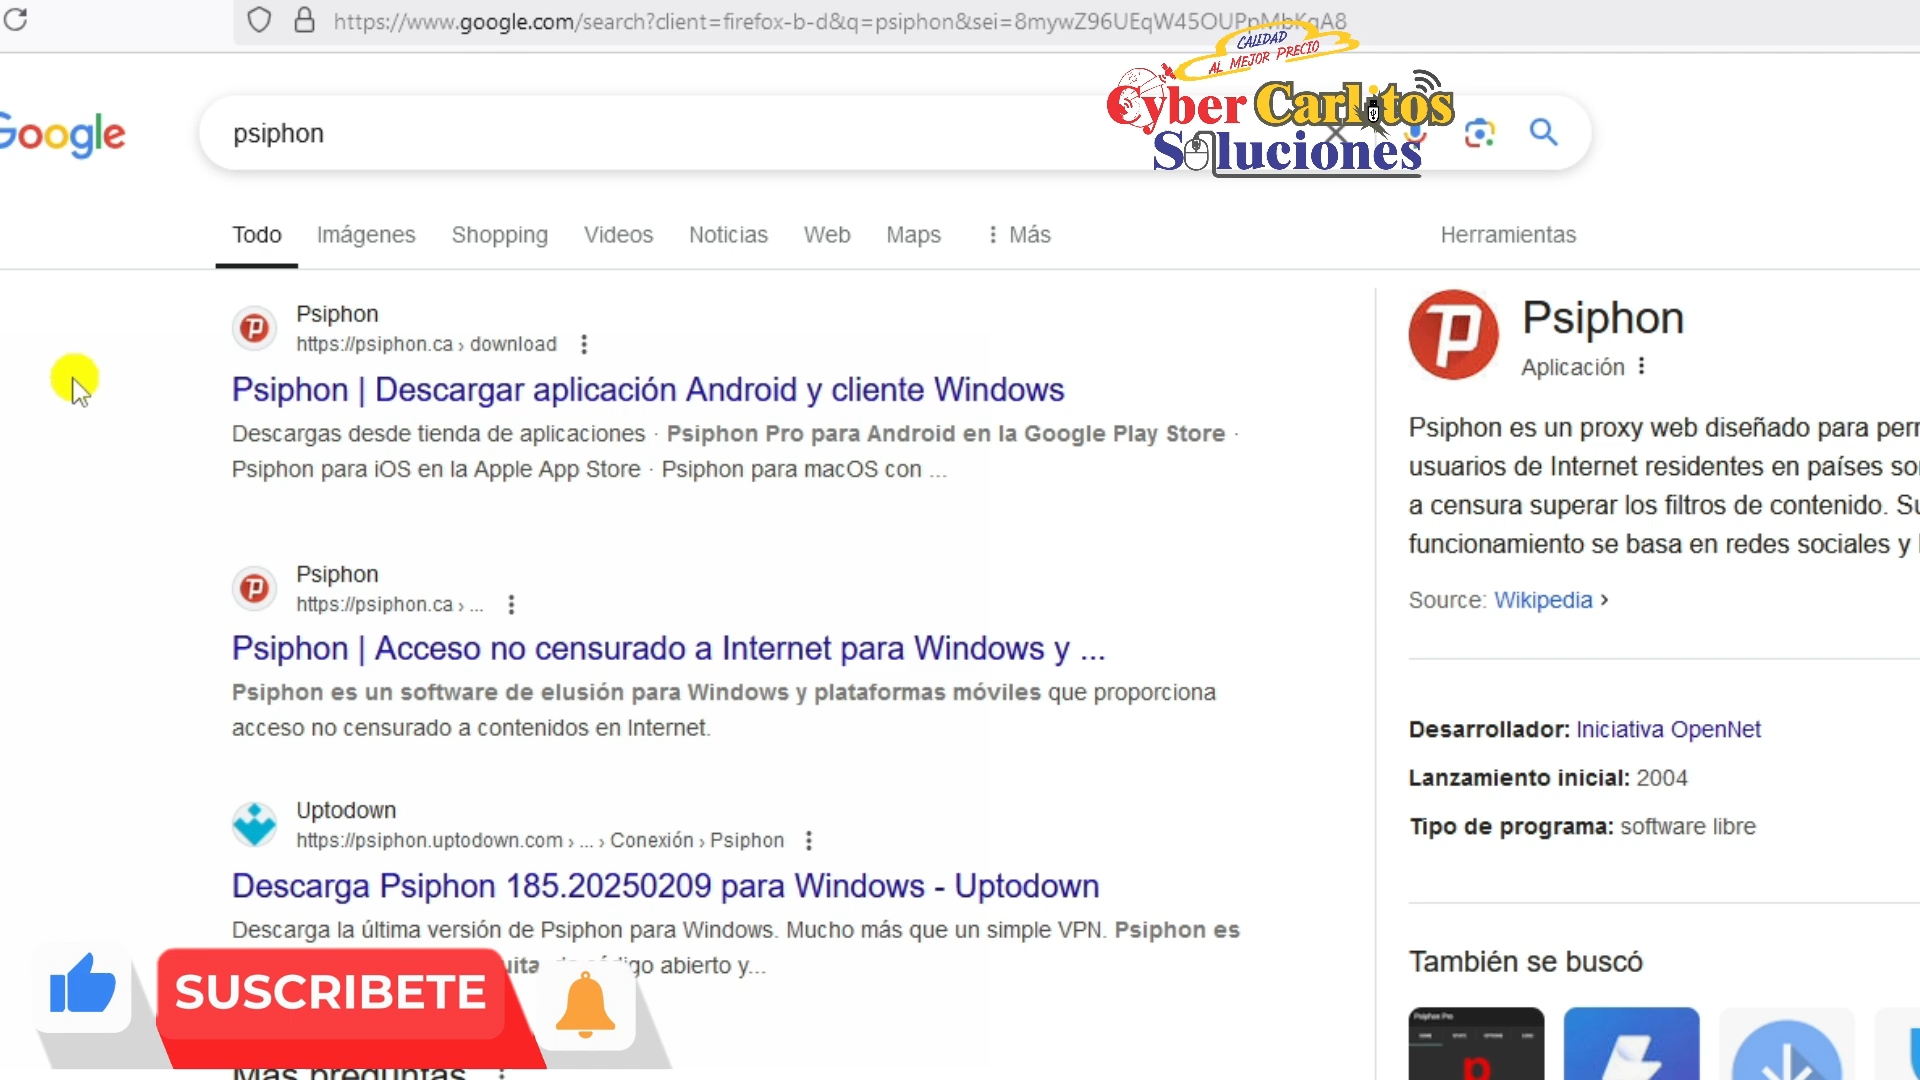 https://www.google.com/search?client=firefox-b-d&q=psiphon&sei=8mywZ96UEqW45OUPpMbKgA8
CALIDAD
AL MEJOR PRECIO
Cyber Carlitos
Soluciones
Google
psiphon
Todo
Imágenes
Shopping
Videos
Noticias
Web
Maps
Más
Herramientas
Psiphon
https://psiphon.ca › download
Psiphon | Descargar aplicación Android y cliente Windows
Descargas desde tienda de aplicaciones · Psiphon Pro para Android en la Google Play Store ·
Psiphon para iOS en la Apple App Store · Psiphon para macOS con ...
Psiphon
https://psiphon.ca › ...
Psiphon | Acceso no censurado a Internet para Windows y ...
Psiphon es un software de elusión para Windows y plataformas móviles que proporciona
acceso no censurado a contenidos en Internet.
Uptodown
https://psiphon.uptodown.com › ... › Conexión › Psiphon
Descarga Psiphon 185.20250209 para Windows - Uptodown
Descarga la última versión de Psiphon para Windows. Mucho más que un simple VPN. Psiphon es
abierto y...
SUSCRIBETE
Más preguntas
Psiphon
Aplicación
Psiphon es un proxy web diseñado para
usuarios de Internet residentes en países
a censura superar los filtros de contenido.
funcionamiento se basa en redes sociales y
Source: Wikipedia ›
Desarrollador: Iniciativa OpenNet
Lanzamiento inicial: 2004
Tipo de programa: software libre
También se buscó
Psiphon Pro